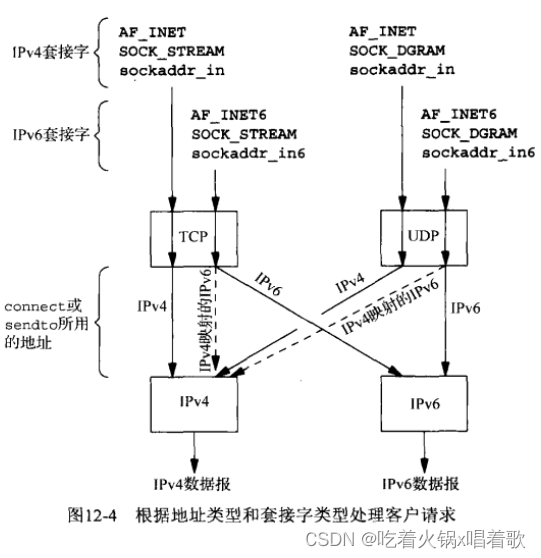 IPv4套接字
AF_INET
SOCK_STREAM
sockaddr_in
AF_INET
SOCK_DGRAM
sockaddr_in
IPv6套接字
AF_INET6
SOCK_STREAM
sockaddr_in6
AF_INET6
SOCK_DGRAM
sockaddr_in6
TCP
UDP
connect或
sendto所用
的地址
IPv4
IPv4映射的IPv6
IPv6
IPv4
IPv4映射的IPv6
IPv6
IPv4
IPv6
IPv4数据报
IPv6数据报
图12-4 根据地址类型和套接字类型处理客户请求
CSDN @吃着火锅x唱着歌